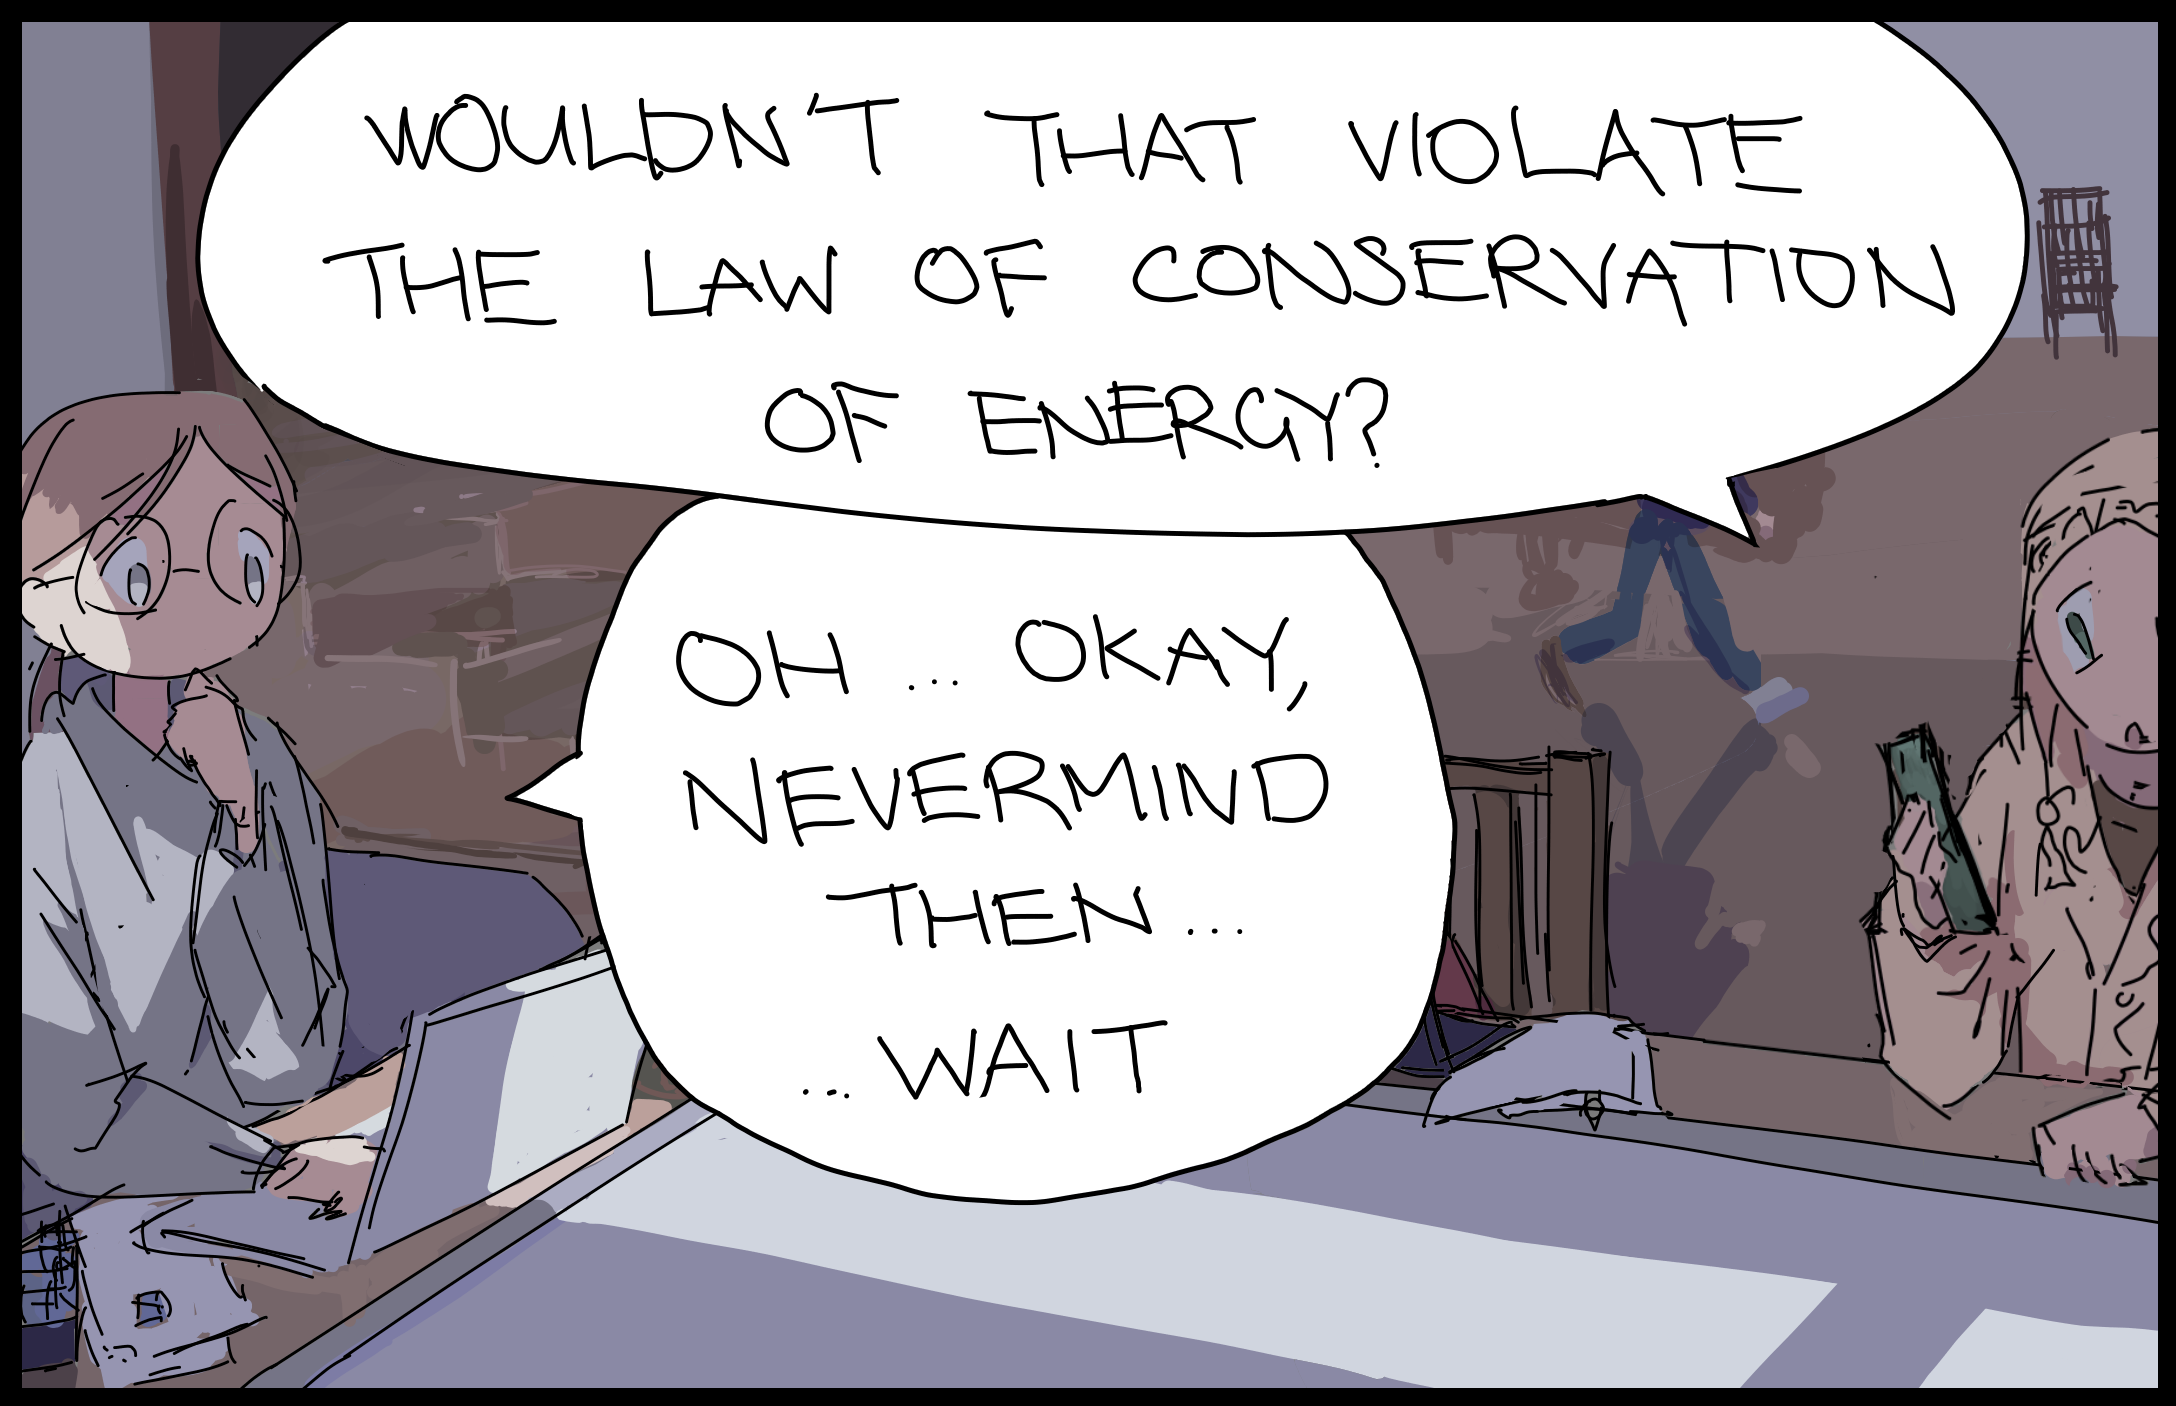 WOULDN'T THAT VIOLATE
THE LAW OF CONSERVATION
OF ENERGY?
OH ... OKAY,
NEVERMIND
THEN ...
... WAIT